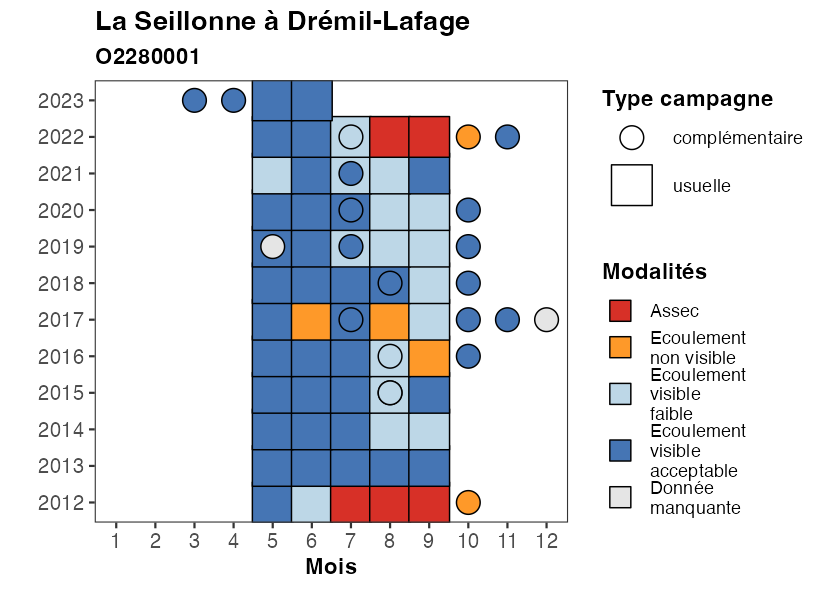 La Seillonne à Drémil-Lafage
O2280001
2023
2022
2021
2020
2019
2018
2017
2016
2015
2014
2013
2012
1 2 3 4 5 6 7 8 9 10 11 12
Mois
Type campagne
complémentaire
usuelle
Modalités
Assec
Ecoulement
non visible
Ecoulement
visible
faible
Ecoulement
visible
acceptable
Donnée
manquante